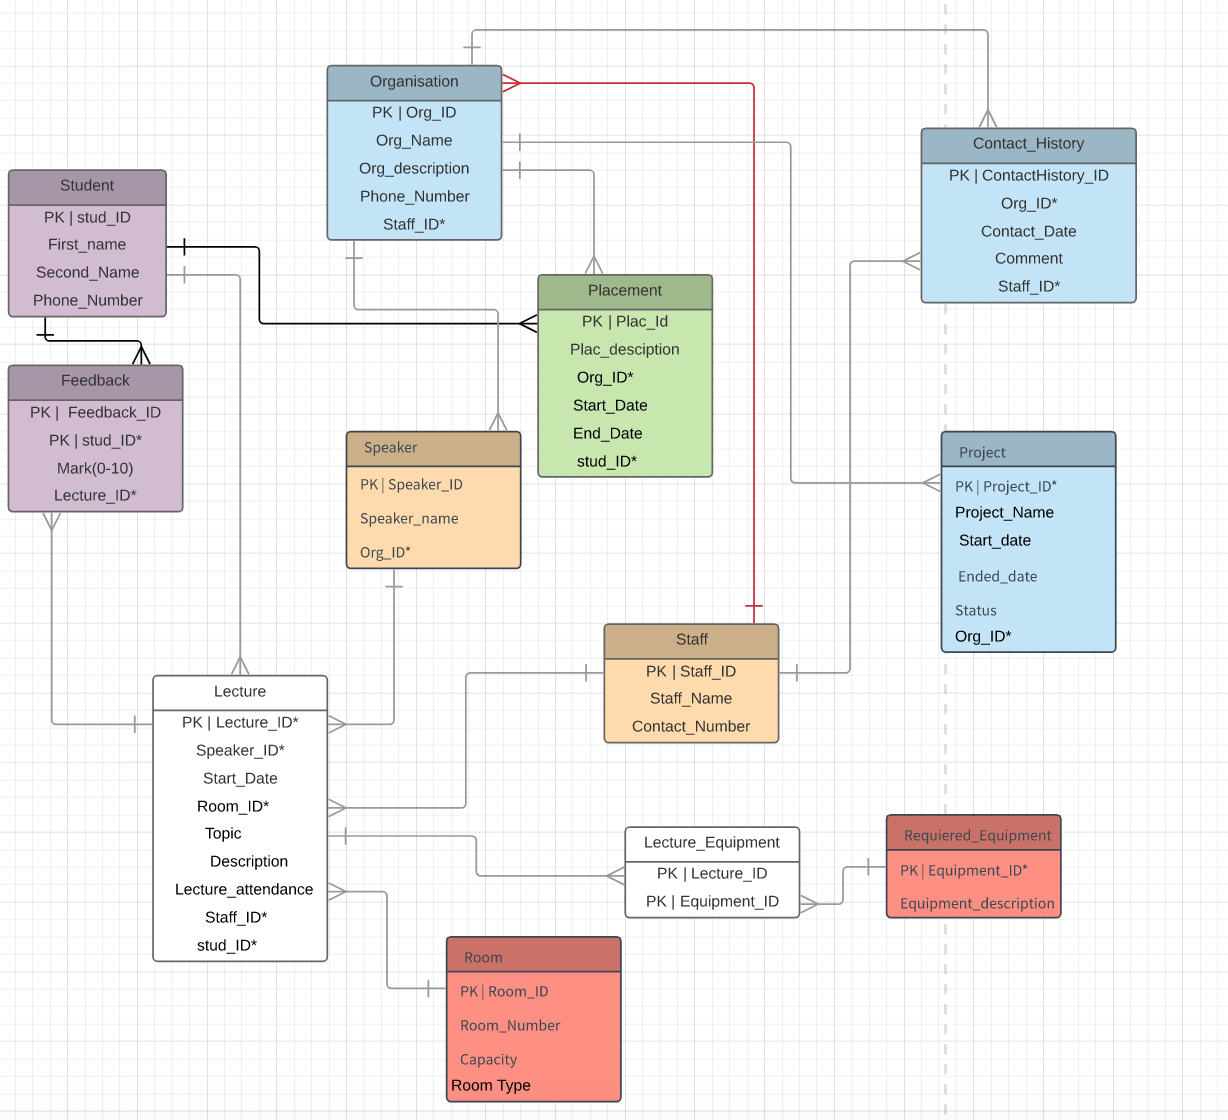 Organisation
PK | Org_ID
Org_Name
Org_description
Phone_Number
Staff_ID*
Contact_History
PK | ContactHistory_ID
Org_ID*
Contact_Date
Comment
Staff_ID*
Student
PK | stud_ID
First_name
Second_Name
Phone_Number
Placement
PK | Plac_Id
Plac_desciption
Org_ID*
Start_Date
End_Date
stud_ID*
Feedback
PK |  Feedback_ID
PK | stud_ID*
Mark(0-10)
Lecture_ID*
Speaker
PK | Speaker_ID
Speaker_name
Org_ID*
Project
PK | Project_ID*
Project_Name
Start_date
Ended_date
Status
Org_ID*
Staff
PK | Staff_ID
Staff_Name
Contact_Number
Lecture
PK | Lecture_ID*
Speaker_ID*
Start_Date
Room_ID*
Topic
Description
Lecture_attendance
Staff_ID*
stud_ID*
Lecture_Equipment
PK | Lecture_ID
PK | Equipment_ID
Requiered_Equipment
PK | Equipment_ID*
Equipment_description
Room
PK | Room_ID
Room_Number
Capacity
Room Type